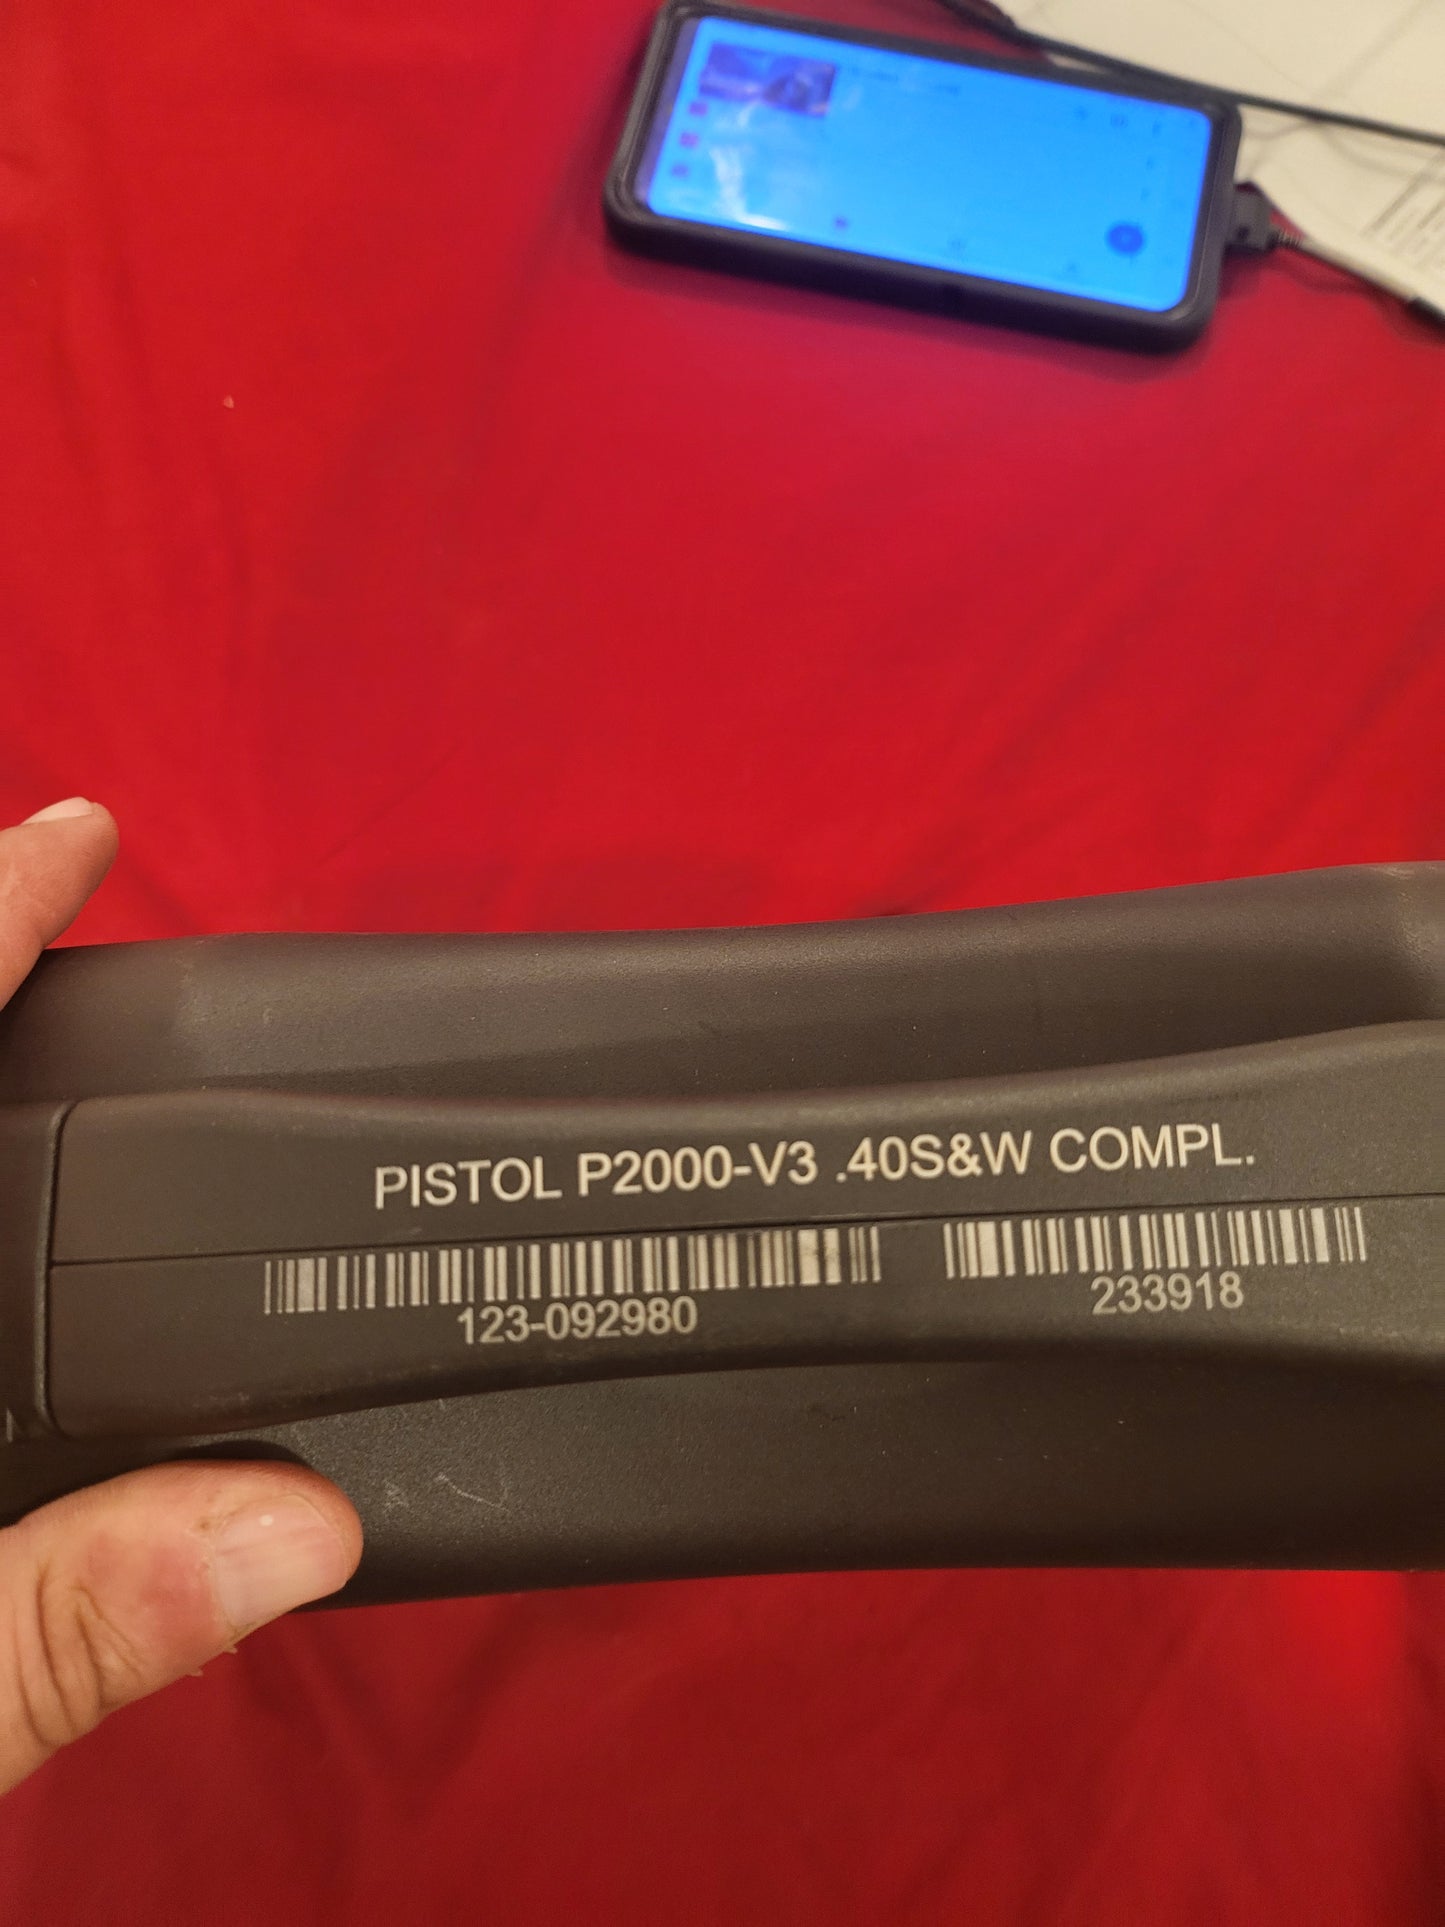 PISTOL P2000-V3 .40S&W COMPL.
123-092980
233918